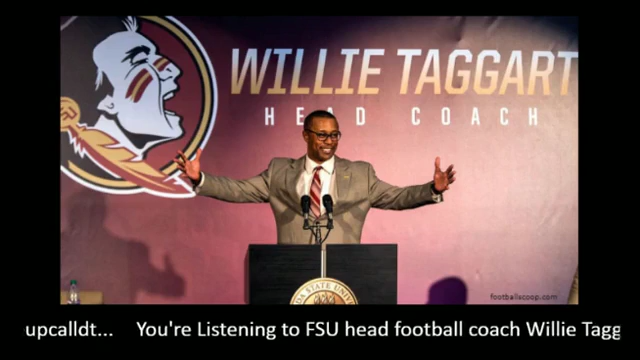 WILLIE TAGGART
HEAD COACH
footballscoop.com
upcalldt... You're Listening to FSU head football coach Willie Tagg